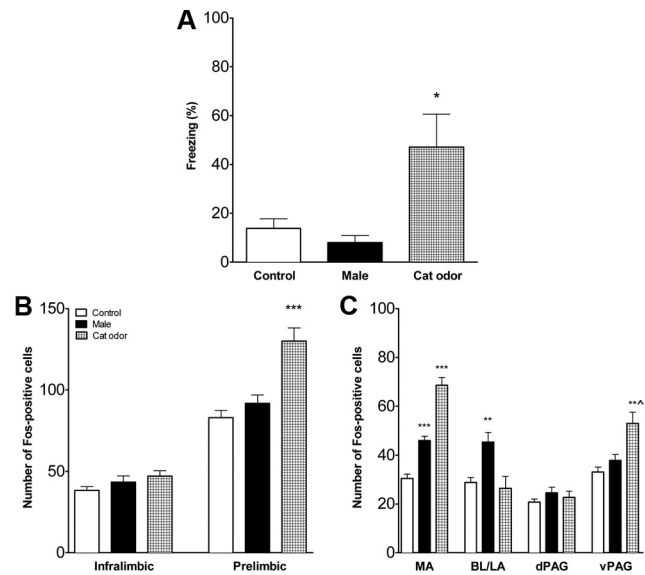 A
100
80
60
40
20
0
Freezing (%)
*
Control Male Cat odor
B
150
100
50
0
Number of Fos-positive cells
Control
Male
Cat odor
***
Infralimbic Prelimbic
C
100
80
60
40
20
0
Number of Fos-positive cells
***
***
**
**^
MA BL/LA dPAG vPAG